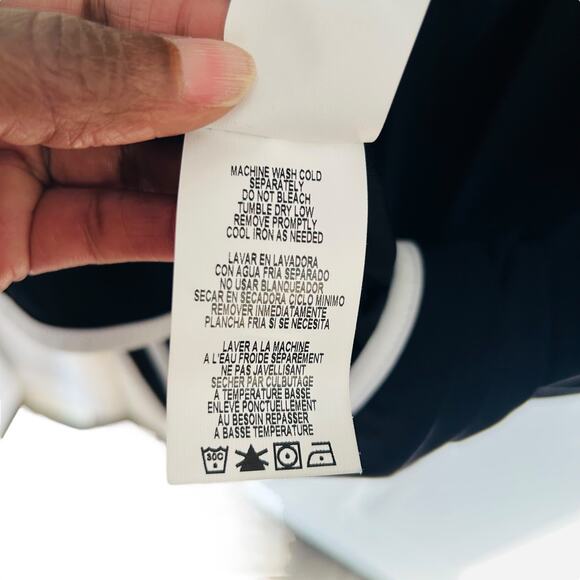 MACHINE WASH COLD
SEPARATELY
DO NOT BLEACH
TUMBLE DRY LOW
REMOVE PROMPTLY
COOL IRON AS NEEDED
LAVAR EN LAVADORA
CON AGUA FRIA SEPARADO
NO USAR BLANQUEADOR
SECAR EN SECADORA CICLO MINIMO
REMOVER INMEDIATAMENTE
PLANCHA FRIA SI SE NECESITA
LAVER A LA MACHINE
A L'EAU FROIDE SÉPAREMENT
NE PAS JAVELLISANT
SECHER PAR CULBUTAGE
A TEMPERATURE BASSE
ENLEVÉ PONCTUELLEMENT
AU BESOIN REPASSER
A BASSE TEMPERATURE